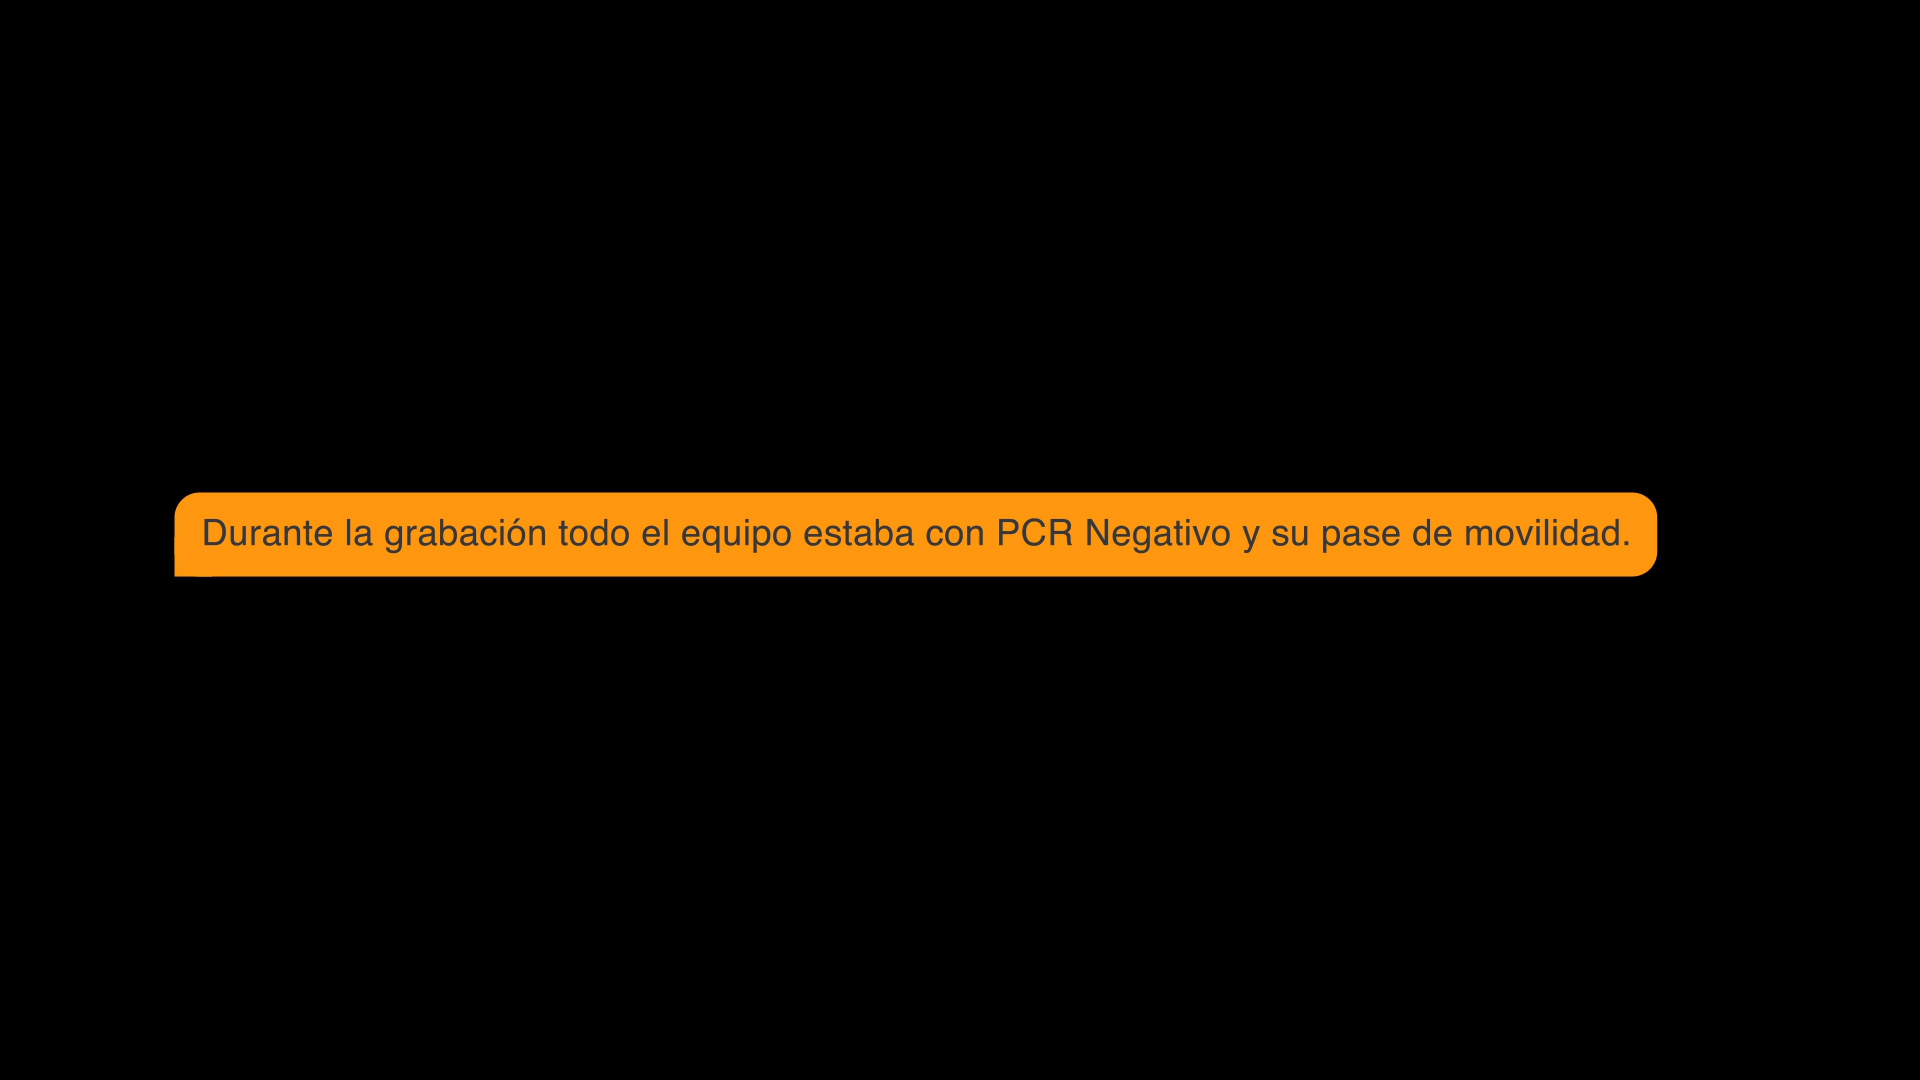 Durante la grabación todo el equipo estaba con PCR Negativo y su pase de movilidad.